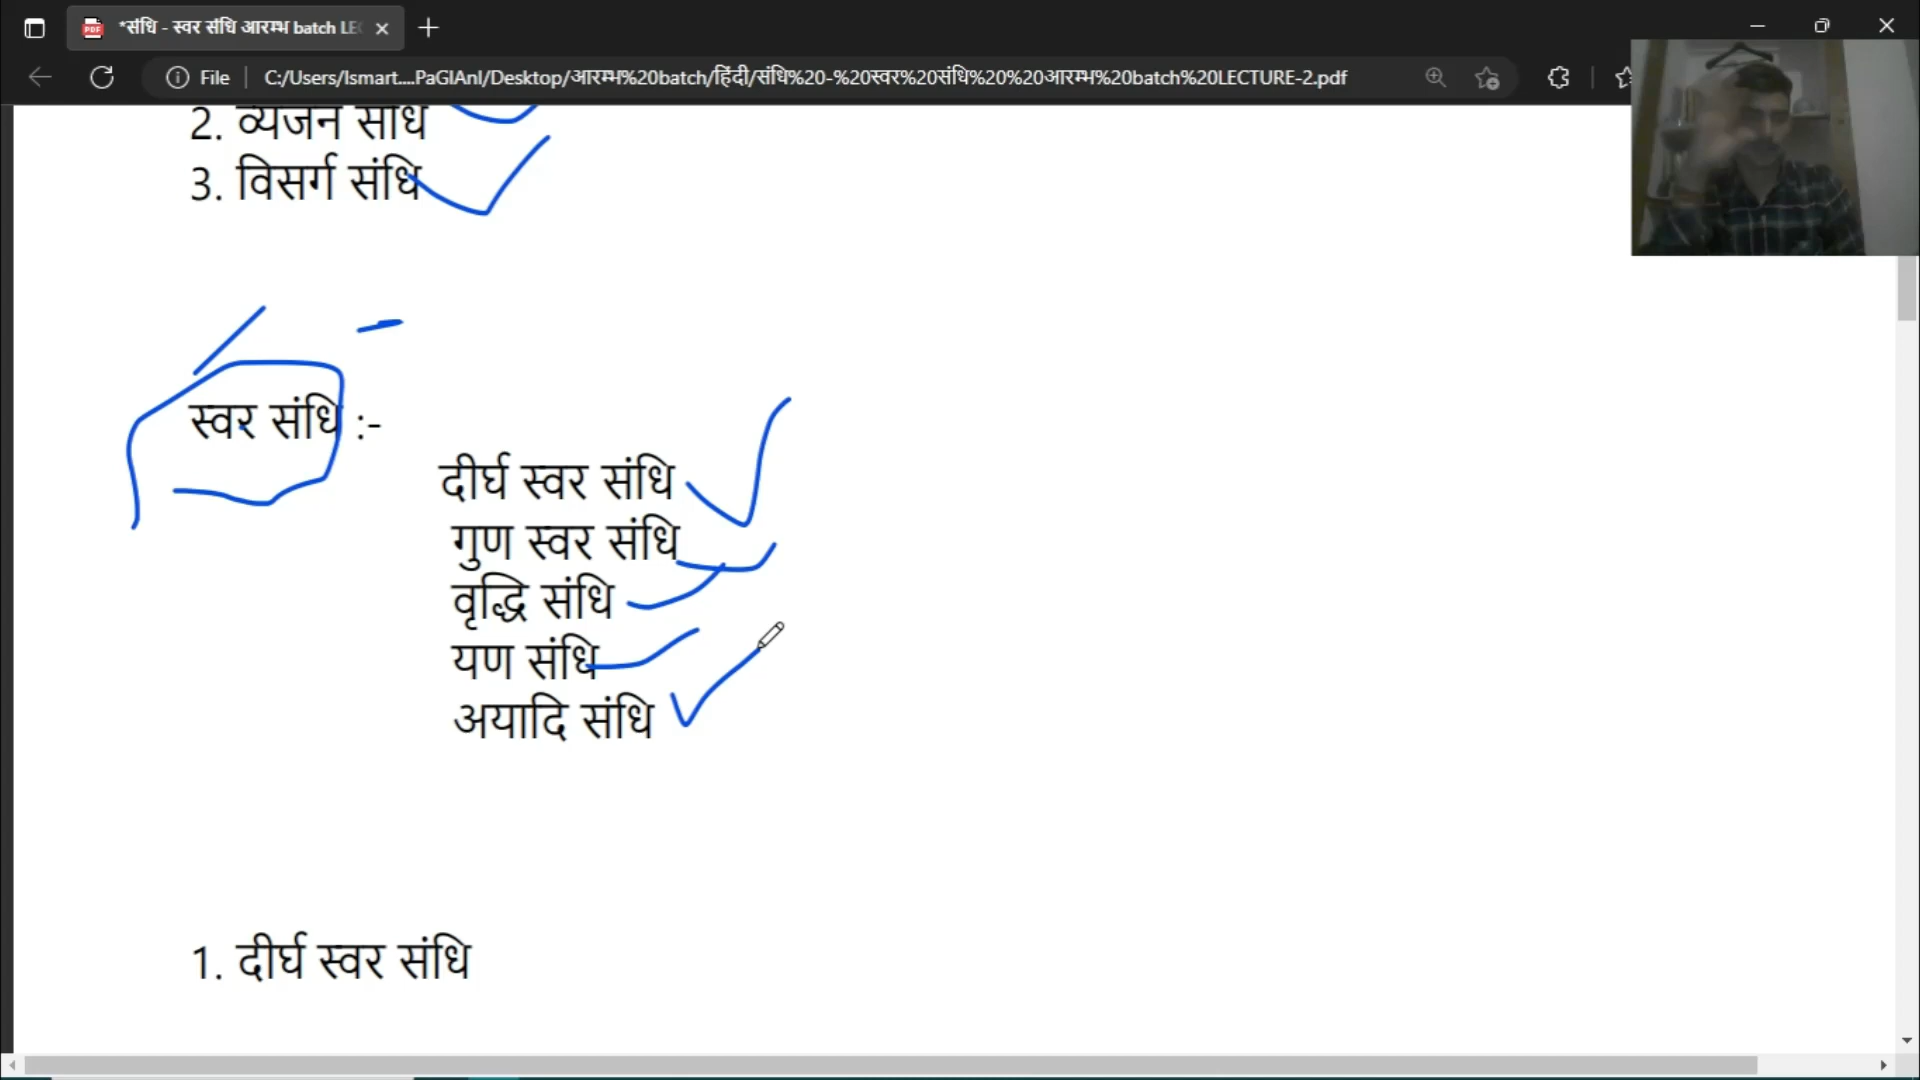 *संधि - स्वर संधि आरम्भ batch LE
File C:/Users/Ismart....PaGlAnI/Desktop/आरम्भ%20batch/हिंदी/संधि%20-%20स्वर%20संधि%20%20आरम्भ%20batch%20LECTURE-2.pdf
2. व्यंजन संधि
3. विसर्ग संधि
स्वर संधि :-
दीर्घ स्वर संधि
गुण स्वर संधि
वृद्धि संधि
यण संधि
अयादि संधि
1. दीर्घ स्वर संधि